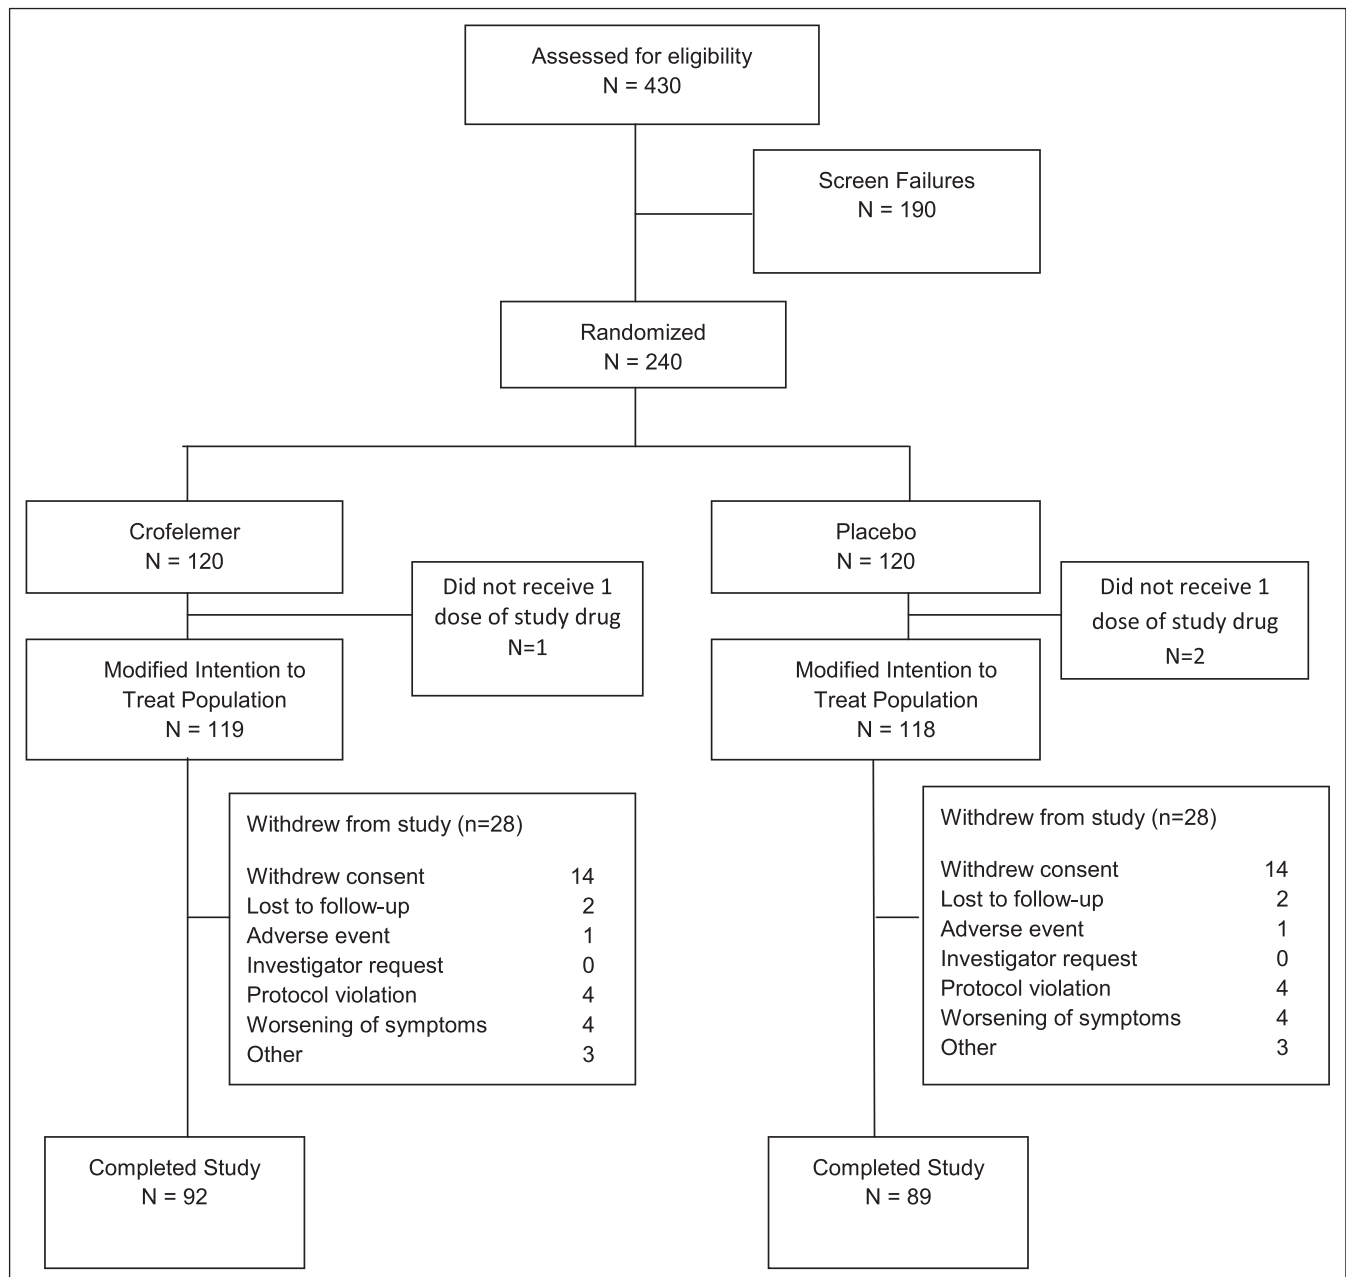 Assessed for eligibility
N = 430
Screen Failures
N = 190
Randomized
N = 240
Crofelemer
N = 120
Did not receive 1
dose of study drug
N=1
Modified Intention to
Treat Population
N = 119
Withdrew from study (n=28)
Withdrew consent 14
Lost to follow-up 2
Adverse event 1
Investigator request 0
Protocol violation 4
Worsening of symptoms 4
Other 3
Completed Study
N = 92
Placebo
N = 120
Did not receive 1
dose of study drug
N=2
Modified Intention to
Treat Population
N = 118
Withdrew from study (n=28)
Withdrew consent 14
Lost to follow-up 2
Adverse event 1
Investigator request 0
Protocol violation 4
Worsening of symptoms 4
Other 3
Completed Study
N = 89